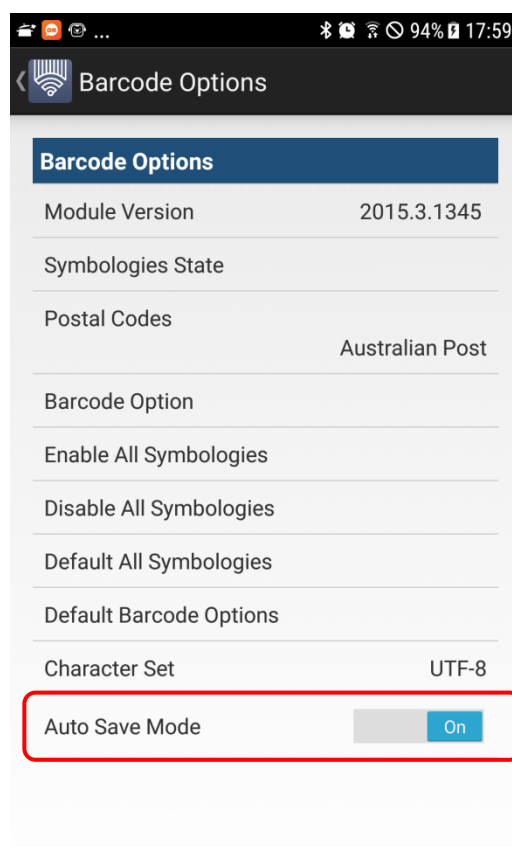 ... 94% 17:59
Barcode Options
Barcode Options
Module Version 2015.3.1345
Symbologies State
Postal Codes
Australian Post
Barcode Option
Enable All Symbologies
Disable All Symbologies
Default All Symbologies
Default Barcode Options
Character Set UTF-8
Auto Save Mode On